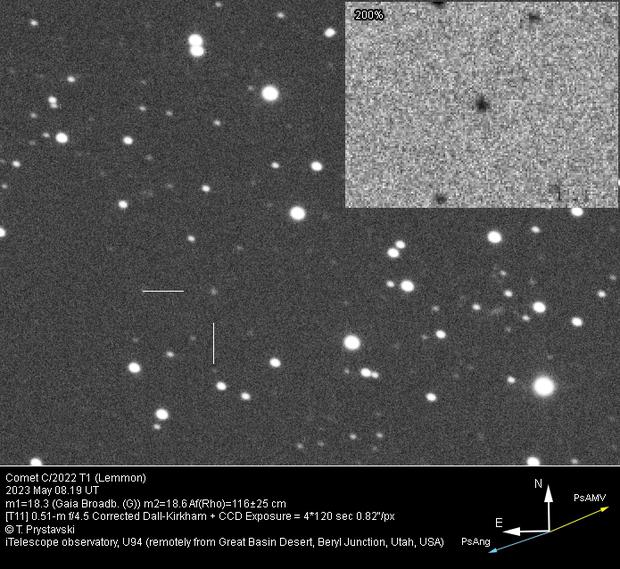 200%
Comet C/2022 T1 (Lemmon)
2023 May 08.19 UT
m1=18.3 (Gaia Broadb. (G)) m2=18.6 Af(Rho)=116±25 cm
[T11] 0.51-m f/4.5 Corrected Dall-Kirkham + CCD Exposure = 4*120 sec 0.82"/px
© T. Prystavski
iTelescope observatory, U94 (remotely from Great Basin Desert, Beryl Junction, Utah, USA)
N
PsAMV
E
PsAng